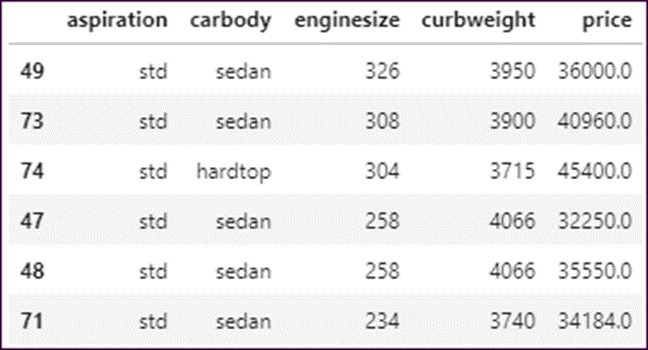 aspiration carbody enginesize curbweight price
49 std sedan 326 3950 36000.0
73 std sedan 308 3900 40960.0
74 std hardtop 304 3715 45400.0
47 std sedan 258 4066 32250.0
48 std sedan 258 4066 35550.0
71 std sedan 234 3740 34184.0